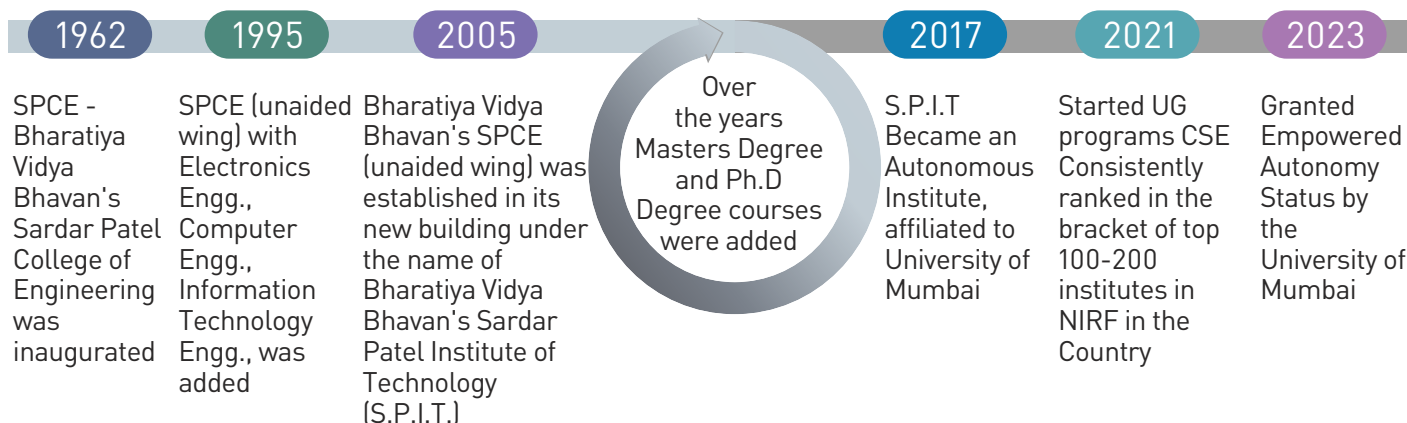 1962
SPCE -
Bharatiya
Vidya
Bhavan's
Sardar Patel
College of
Engineering
was
inaugurated
1995
SPCE (unaided
wing) with
Electronics
Engg.,
Computer
Engg.,
Information
Technology
Engg., was
added
2005
Bharatiya Vidya
Bhavan's SPCE
(unaided wing) was
established in its
new building under
the name of
Bharatiya Vidya
Bhavan's Sardar
Patel Institute of
Technology
(S.P.I.T.)
Over
the years
Masters Degree
and Ph.D
Degree courses
were added
2017
S.P.I.T
Became an
Autonomous
Institute,
affiliated to
University of
Mumbai
2021
Started UG
programs CSE
Consistently
ranked in the
bracket of top
100-200
institutes in
NIRF in the
Country
2023
Granted
Empowered
Autonomy
Status by
the
University of
Mumbai